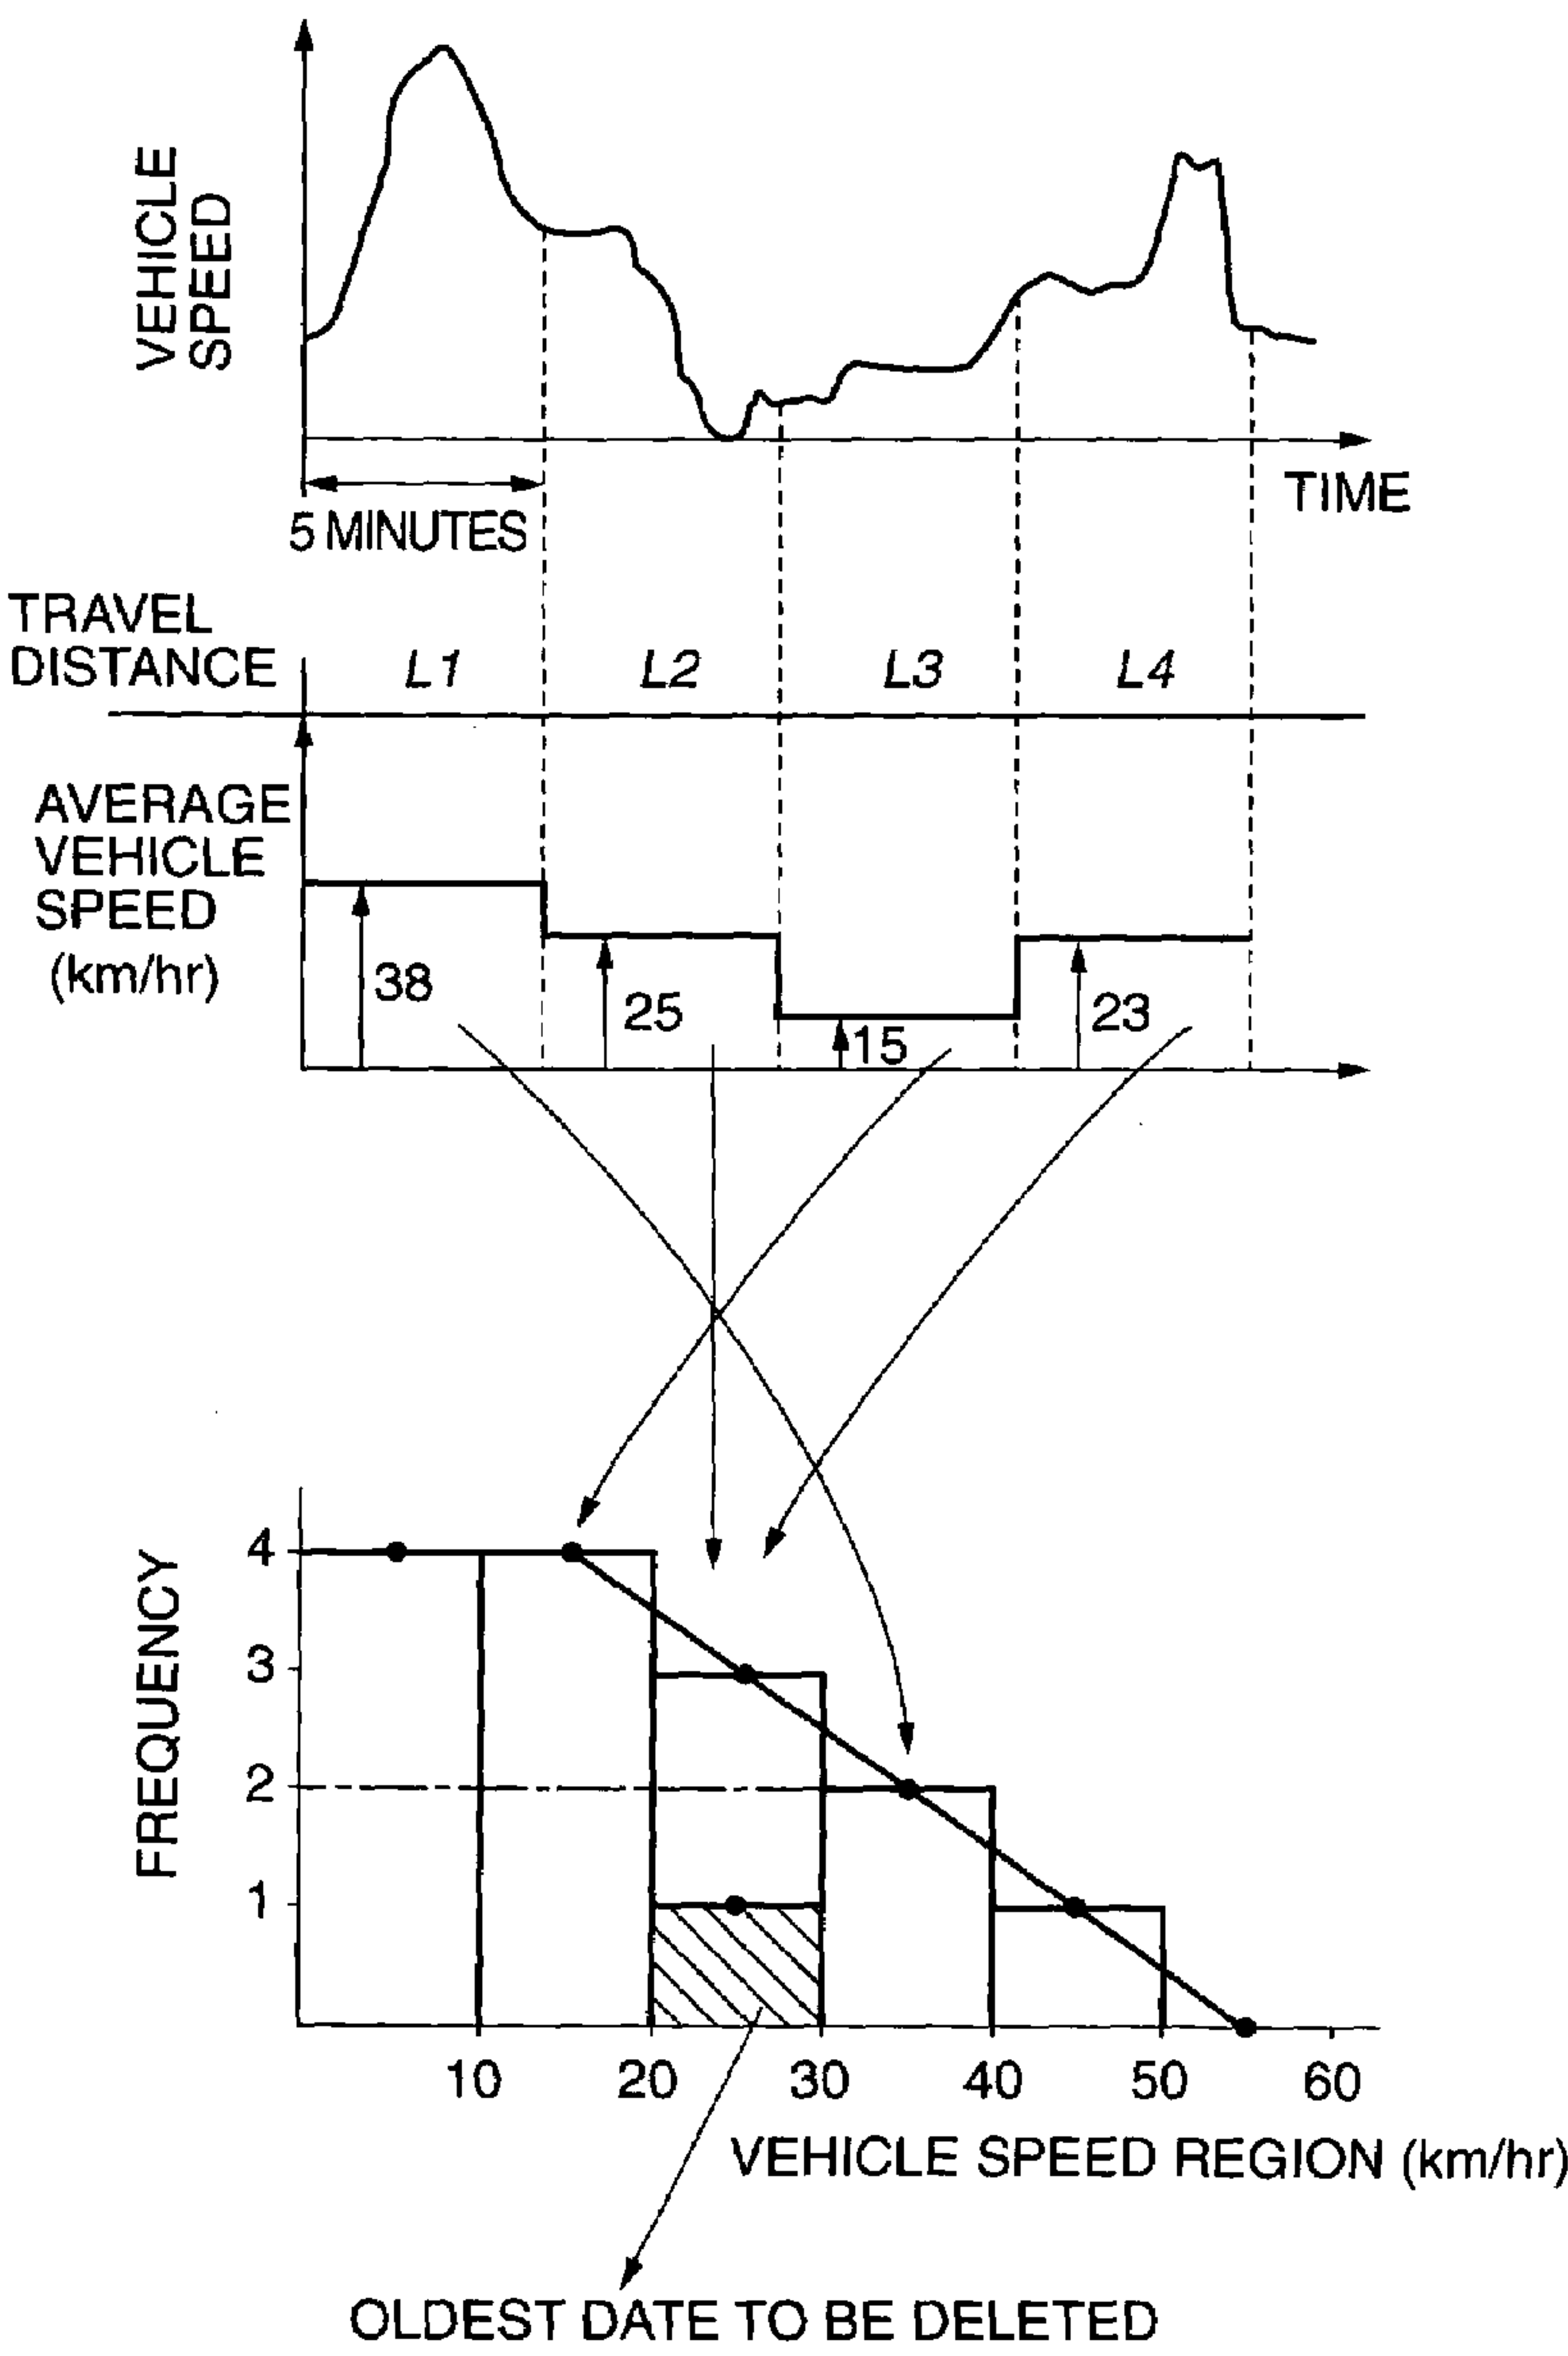 VEHICLE
SPEED
TIME
5 MINUTES
TRAVEL
DISTANCE
L1
L2
L3
L4
AVERAGE
VEHICLE
SPEED
(km/hr)
38
25
15
23
FREQUENCY
4
3
2
1
10
20
30
40
50
60
VEHICLE SPEED REGION (km/hr)
OLDEST DATE TO BE DELETED